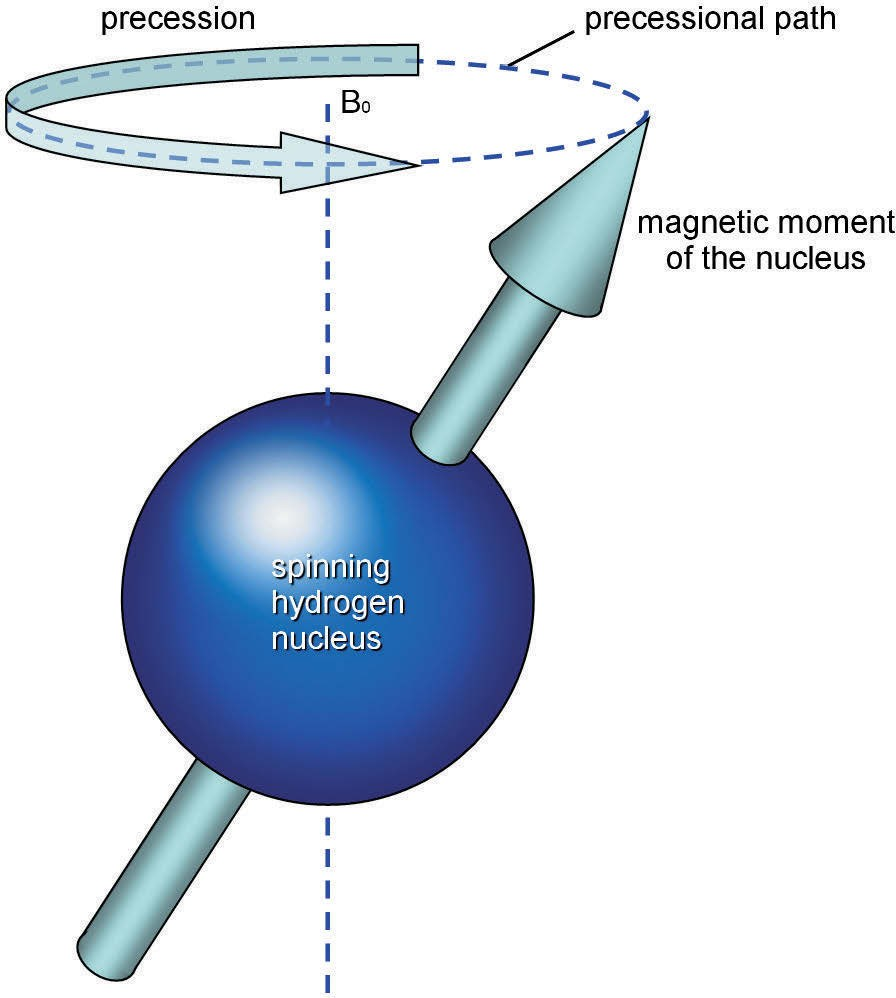 precession
precessional path
B₀
magnetic moment
of the nucleus
spinning
hydrogen
nucleus